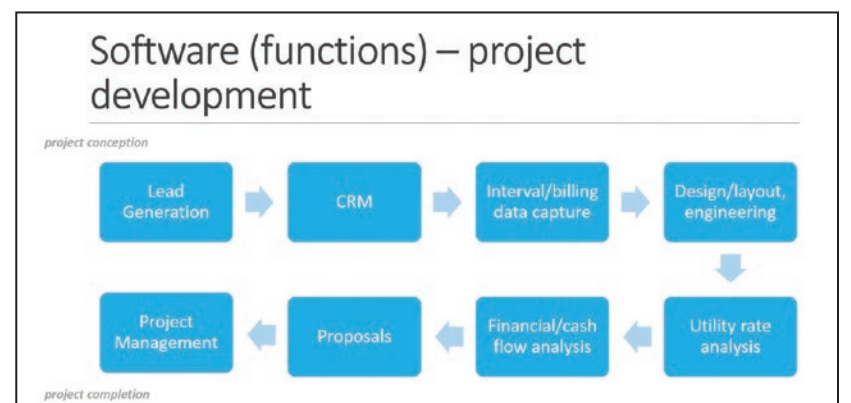 Software (functions) – project
development
project conception
Lead
Generation
CRM
Interval/billing
data capture
Design/layout,
engineering
Utility rate
analysis
Financial/cash
flow analysis
Proposals
Project
Management
project completion